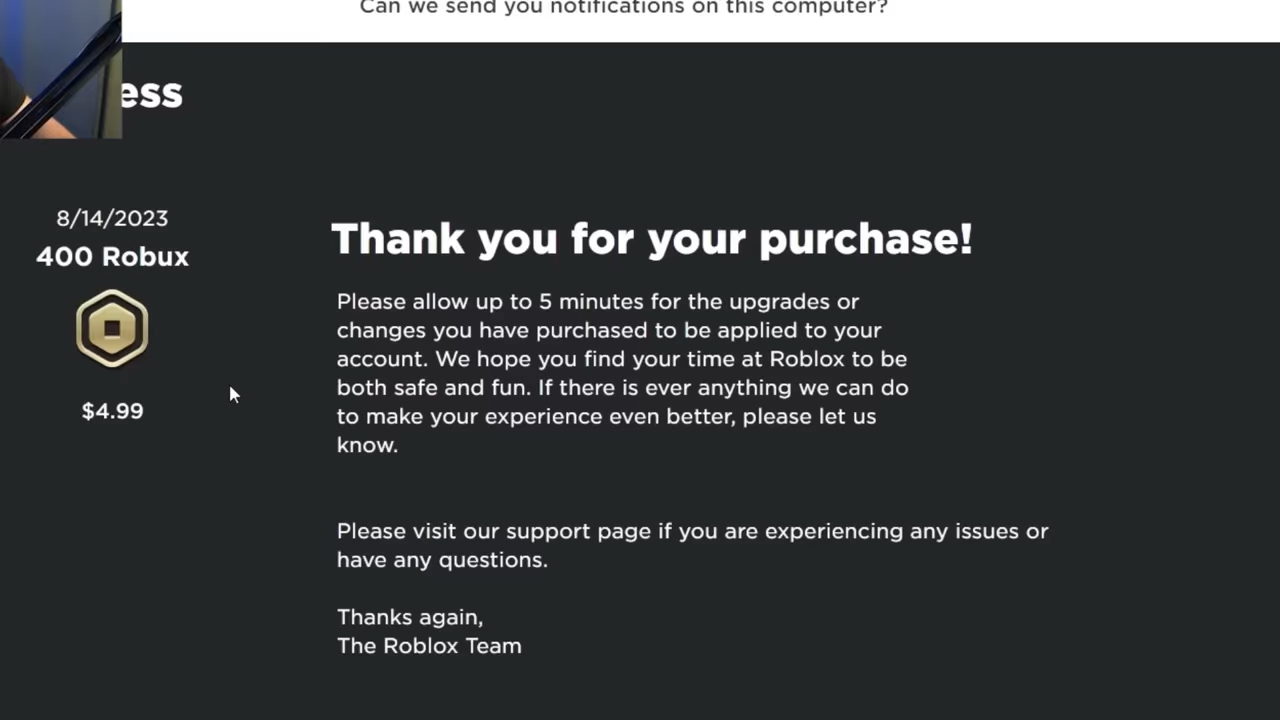 Can we send you notifications on this computer?
ess
8/14/2023
400 Robux
$4.99
Thank you for your purchase!
Please allow up to 5 minutes for the upgrades or
changes you have purchased to be applied to your
account. We hope you find your time at Roblox to be
both safe and fun. If there is ever anything we can do
to make your experience even better, please let us
know.
Please visit our support page if you are experiencing any issues or
have any questions.
Thanks again,
The Roblox Team